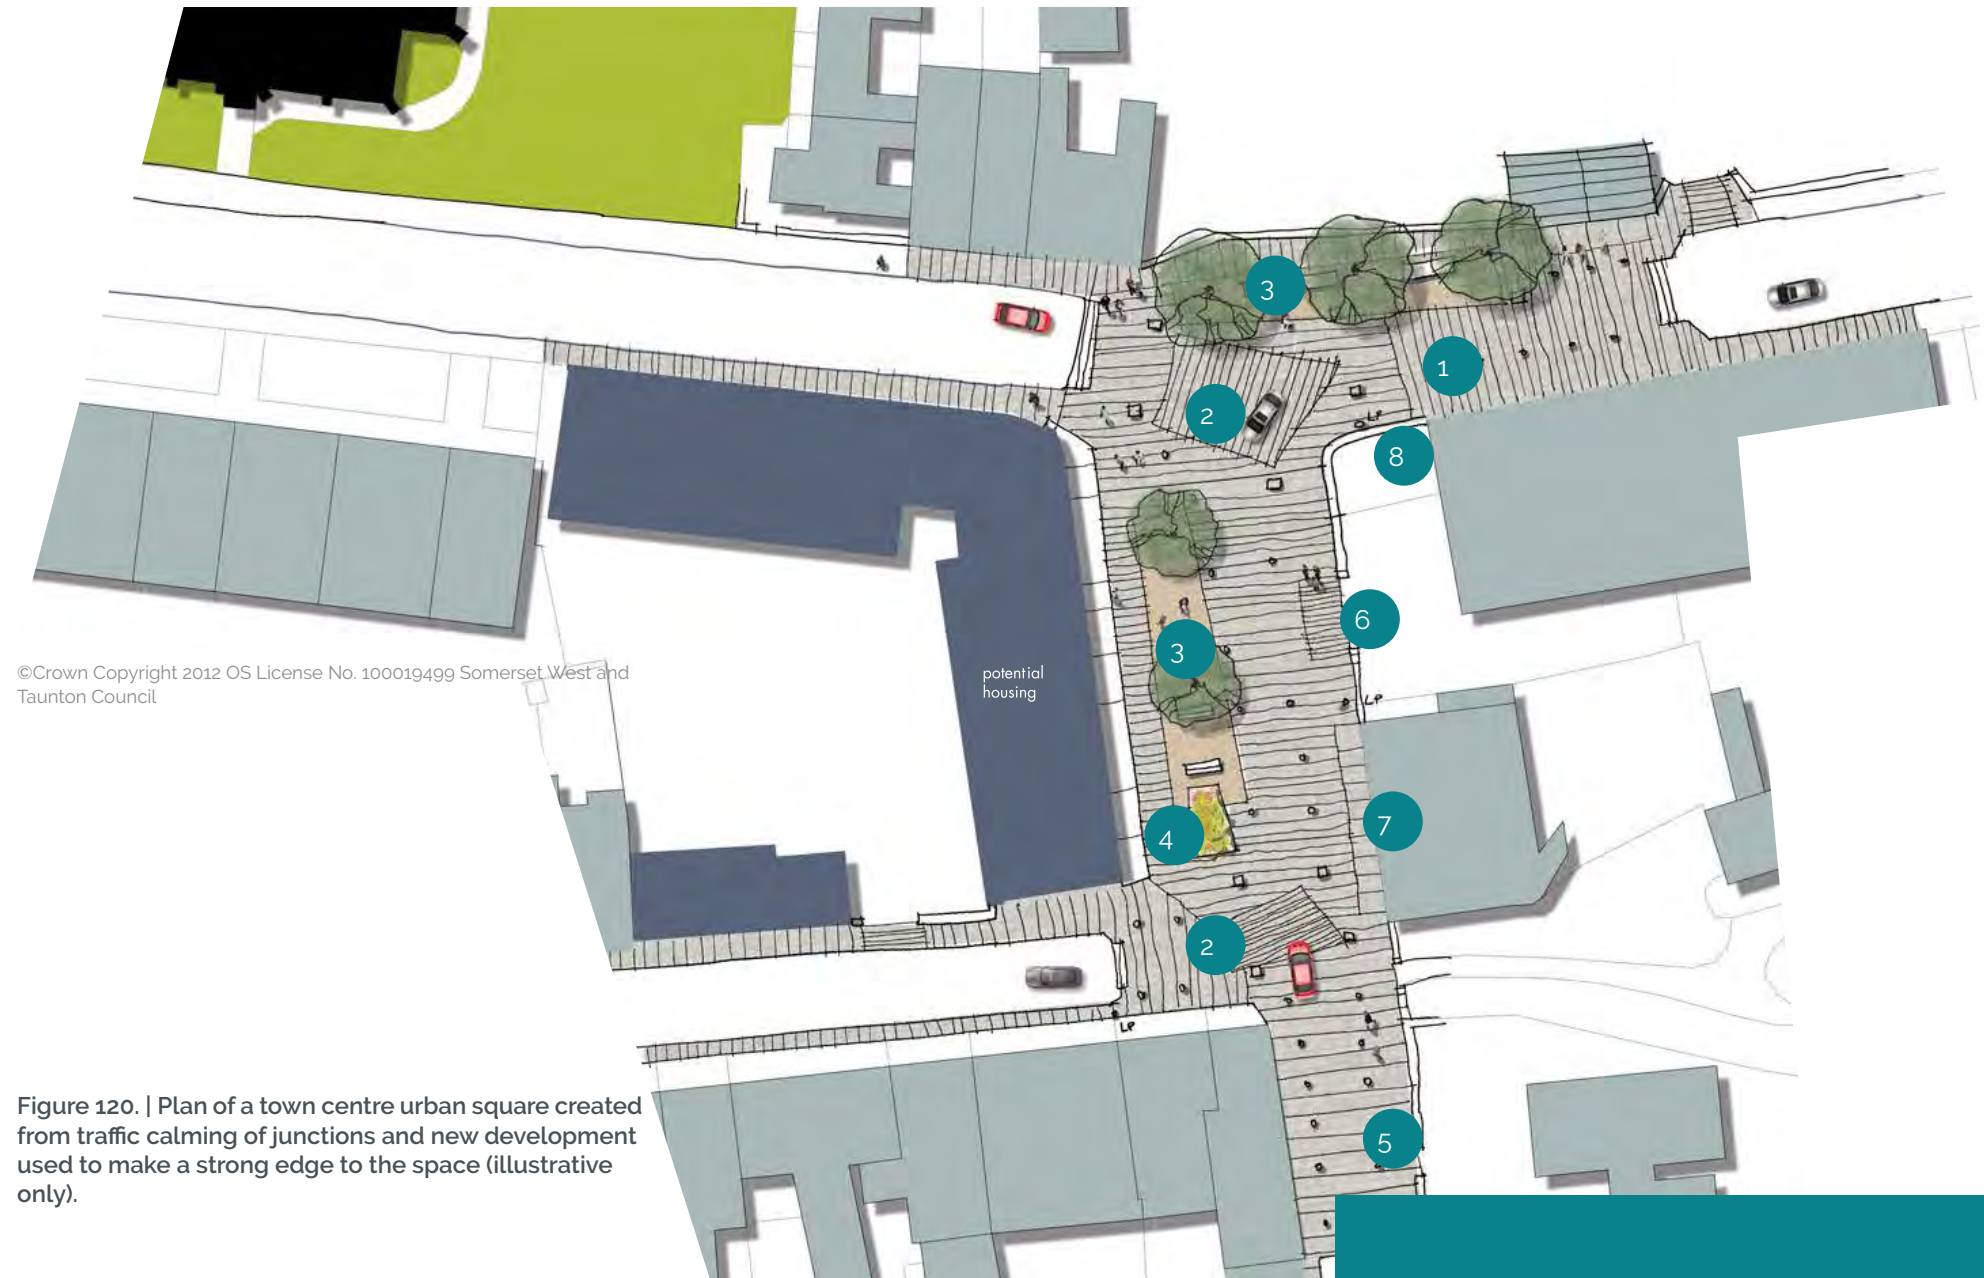 3
1
2
LP
8
6
3
potential
housing
©Crown Copyright 2012 OS License No. 100019499 Somerset West and
Taunton Council
LP
7
4
2
LP
Figure 120. | Plan of a town centre urban square created
from traffic calming of junctions and new development
used to make a strong edge to the space (illustrative
only).
5